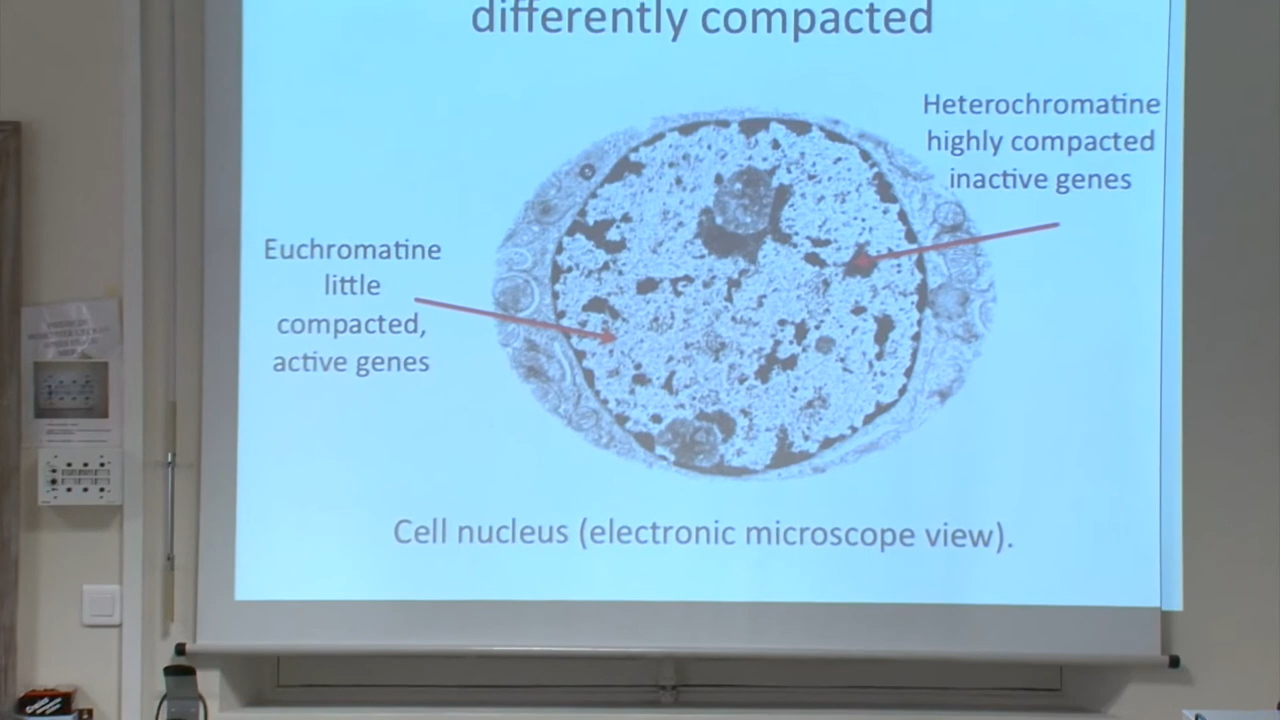 differently compacted
Heterochromatine
highly compacted
inactive genes
Euchromatine
little
compacted,
active genes
Cell nucleus (electronic microscope view).